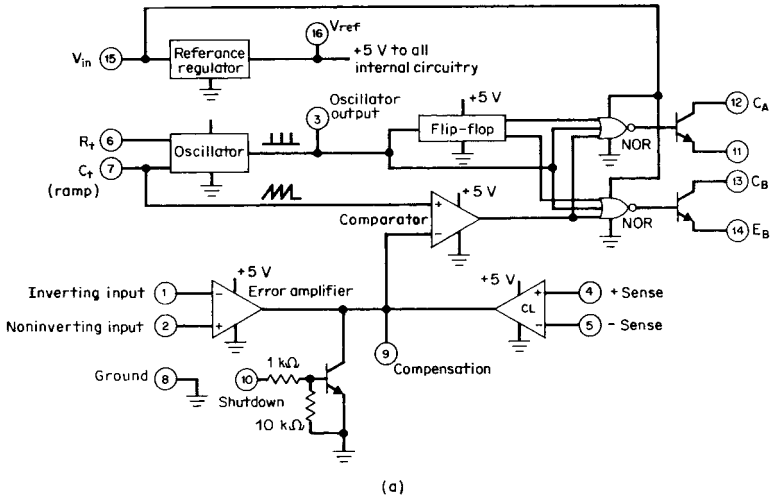 Vin
15
Referance
regulator
16
Vref
+5 V to all
internal circuitry
Rt
6
Ct
7
(ramp)
Oscillator
3
Oscillator
output
+5 V
Flip-flop
NOR
12
CA
11
13
CB
NOR
14
EB
Comparator
+5 V
Inverting input
1
Noninverting input
2
+5 V
Error amplifier
- 
+
+
-
+5 V
CL
+
-
4
+ Sense
5
- Sense
9
Compensation
Ground
8
10
Shutdown
1 kΩ
10 kΩ
(a)